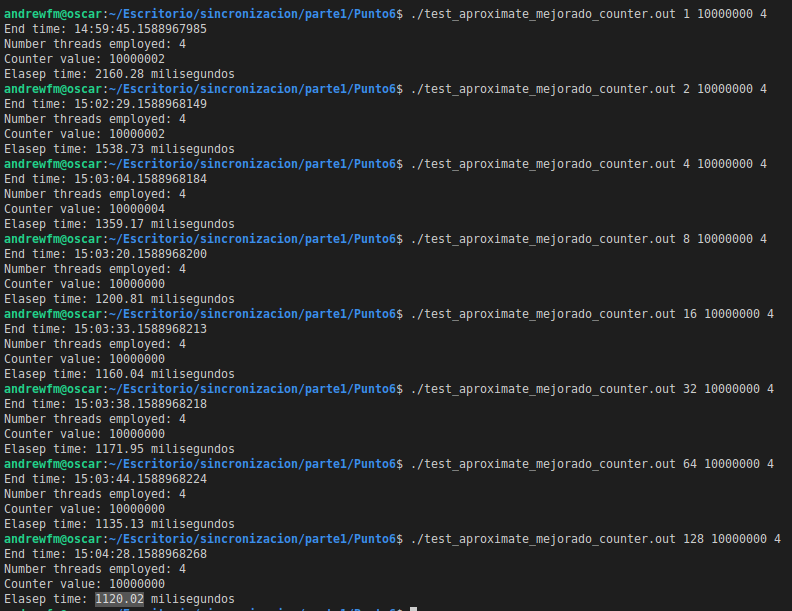 andrewfm@oscar:~/Escritorio/sincronizacion/parte1/Punto6$ ./test_aproximate_mejorado_counter.out 1 10000000 4
End time: 14:59:45.1588967985
Number threads employed: 4
Counter value: 10000002
Elasep time: 2160.28 milisegundos
andrewfm@oscar:~/Escritorio/sincronizacion/parte1/Punto6$ ./test_aproximate_mejorado_counter.out 2 10000000 4
End time: 15:02:29.1588968149
Number threads employed: 4
Counter value: 10000002
Elasep time: 1538.73 milisegundos
andrewfm@oscar:~/Escritorio/sincronizacion/parte1/Punto6$ ./test_aproximate_mejorado_counter.out 4 10000000 4
End time: 15:03:04.1588968184
Number threads employed: 4
Counter value: 10000004
Elasep time: 1359.17 milisegundos
andrewfm@oscar:~/Escritorio/sincronizacion/parte1/Punto6$ ./test_aproximate_mejorado_counter.out 8 10000000 4
End time: 15:03:20.1588968200
Number threads employed: 4
Counter value: 10000000
Elasep time: 1200.81 milisegundos
andrewfm@oscar:~/Escritorio/sincronizacion/parte1/Punto6$ ./test_aproximate_mejorado_counter.out 16 10000000 4
End time: 15:03:33.1588968213
Number threads employed: 4
Counter value: 10000000
Elasep time: 1160.04 milisegundos
andrewfm@oscar:~/Escritorio/sincronizacion/parte1/Punto6$ ./test_aproximate_mejorado_counter.out 32 10000000 4
End time: 15:03:38.1588968218
Number threads employed: 4
Counter value: 10000000
Elasep time: 1171.95 milisegundos
andrewfm@oscar:~/Escritorio/sincronizacion/parte1/Punto6$ ./test_aproximate_mejorado_counter.out 64 10000000 4
End time: 15:03:44.1588968224
Number threads employed: 4
Counter value: 10000000
Elasep time: 1135.13 milisegundos
andrewfm@oscar:~/Escritorio/sincronizacion/parte1/Punto6$ ./test_aproximate_mejorado_counter.out 128 10000000 4
End time: 15:04:28.1588968268
Number threads employed: 4
Counter value: 10000000
Elasep time: 1120.02 milisegundos